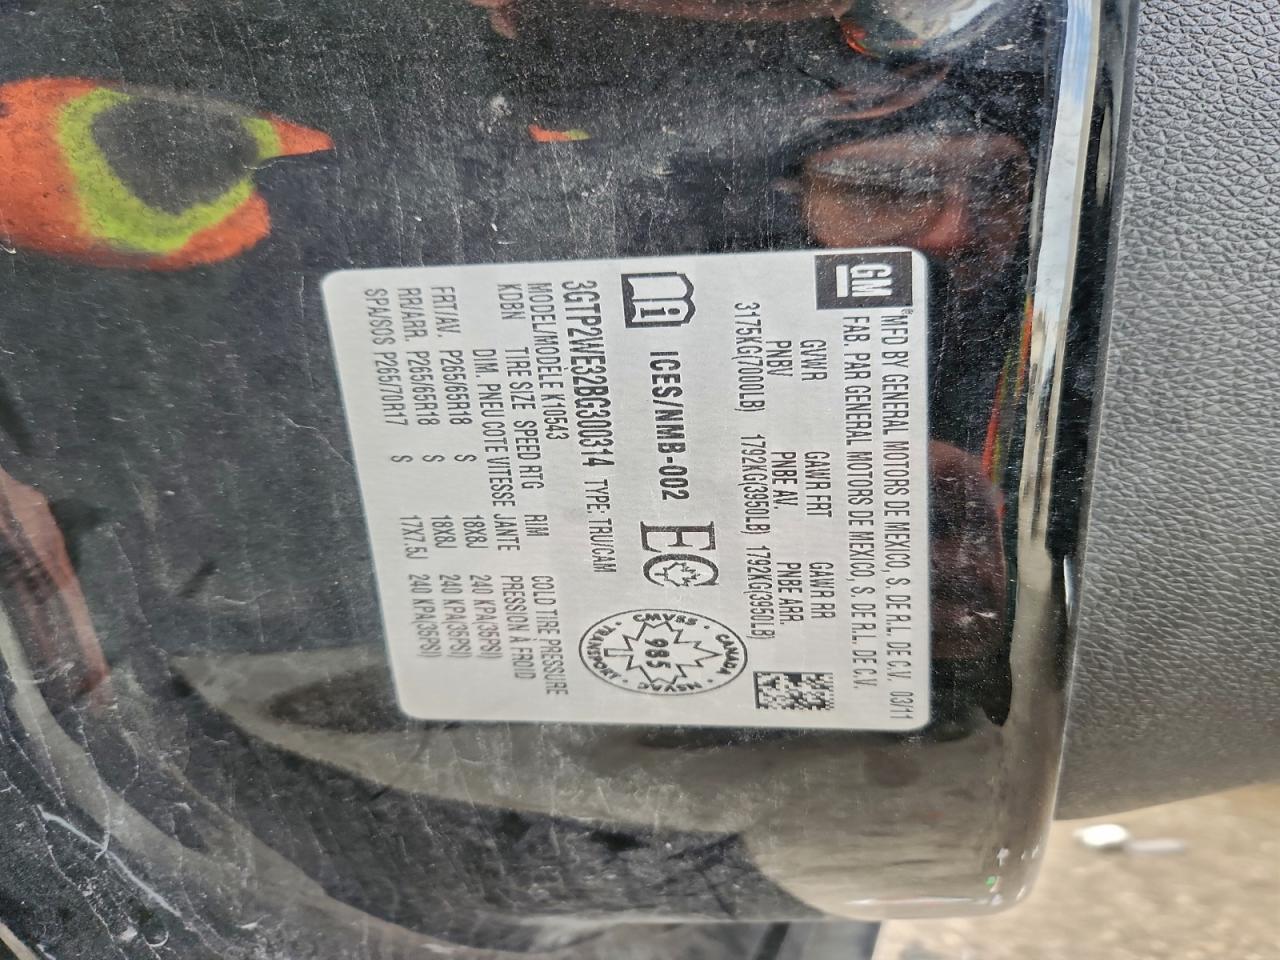 GM
MFD BY GENERAL MOTORS DE MEXICO, S. DE R.L. DE C.V. 03/11
FAB. PAR GENERAL MOTORS DE MEXICO, S. DE R.L. DE C.V.
GVWR GAWR FRT GAWR RR
PNBV PNBE AV. PNBE ARR.
3175KG(7000LB) 1792KG(3950LB) 1792KG(3950LB)
i ICES/NMB-002 EC
CANADA
NSVAC
TRANSPORT
CMVSS
985
3GTP2WE32BG300314 TYPE: TRU/CAM
MODEL/MODÈLE K10543
KDBN TIRE SIZE SPEED RTG RIM COLD TIRE PRESSURE
DIM. PNEU COTE VITESSE JANTE PRESSION À FROID
FRT/AV. P265/65R18 S 18X8J 240 KPA(35PSI)
RR/ARR. P265/65R18 S 18X8J 240 KPA(35PSI)
SPA/SS P265/70R17 S 17X7.5J 240 KPA(35PSI)